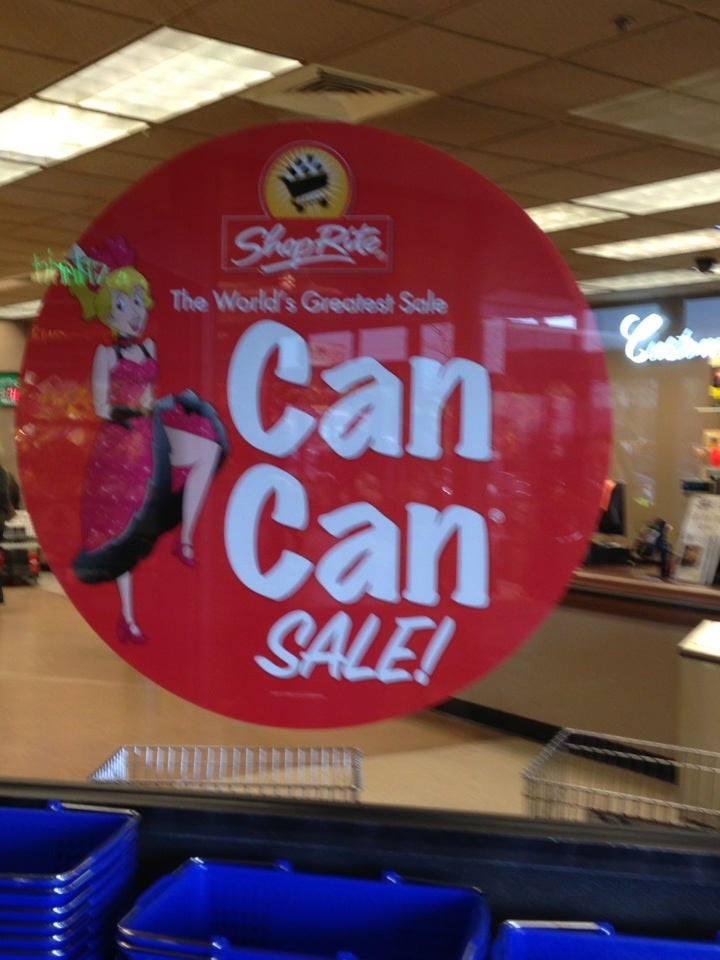 ShopRite
The World's Greatest Sale
Can
Can
SALE!